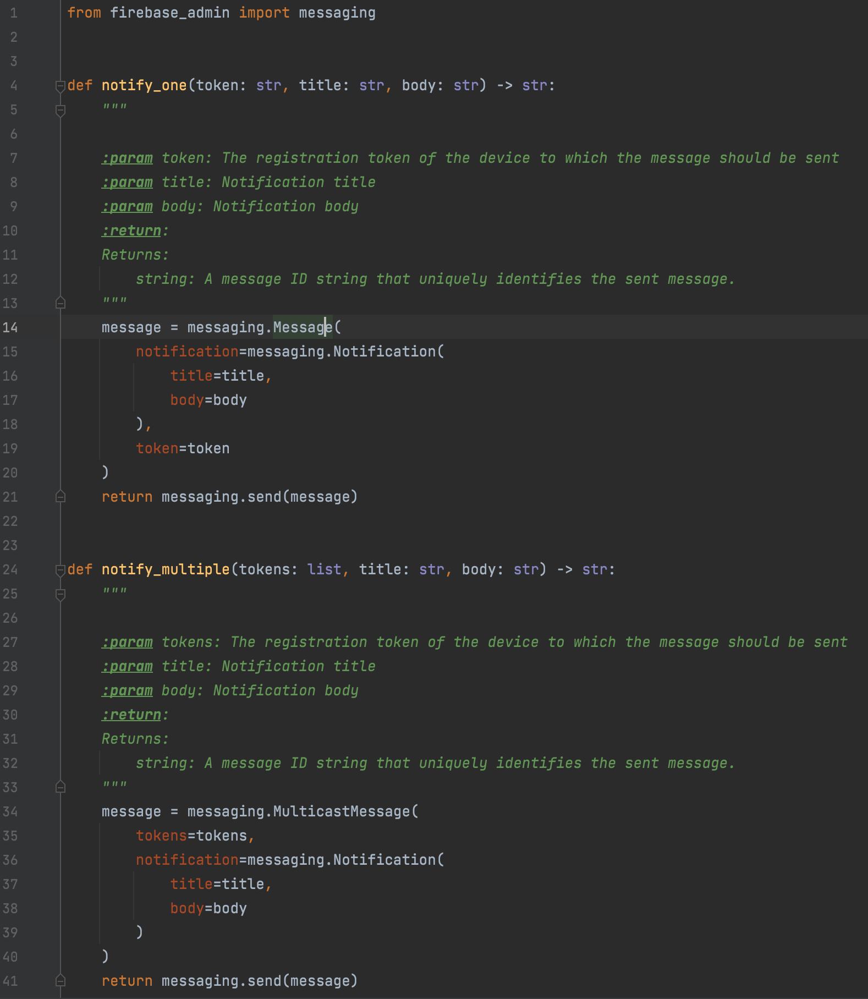 1 from firebase_admin import messaging
2
3
4 def notify_one(token: str, title: str, body: str) -> str:
5     """
6
7     :param token: The registration token of the device to which the message should be sent
8     :param title: Notification title
9     :param body: Notification body
10     :return:
11     Returns:
12         string: A message ID string that uniquely identifies the sent message.
13     """
14     message = messaging.Message(
15         notification=messaging.Notification(
16             title=title,
17             body=body
18         ),
19         token=token
20     )
21     return messaging.send(message)
22
23
24 def notify_multiple(tokens: list, title: str, body: str) -> str:
25     """
26
27     :param tokens: The registration token of the device to which the message should be sent
28     :param title: Notification title
29     :param body: Notification body
30     :return:
31     Returns:
32         string: A message ID string that uniquely identifies the sent message.
33     """
34     message = messaging.MulticastMessage(
35         tokens=tokens,
36         notification=messaging.Notification(
37             title=title,
38             body=body
39         )
40     )
41     return messaging.send(message)